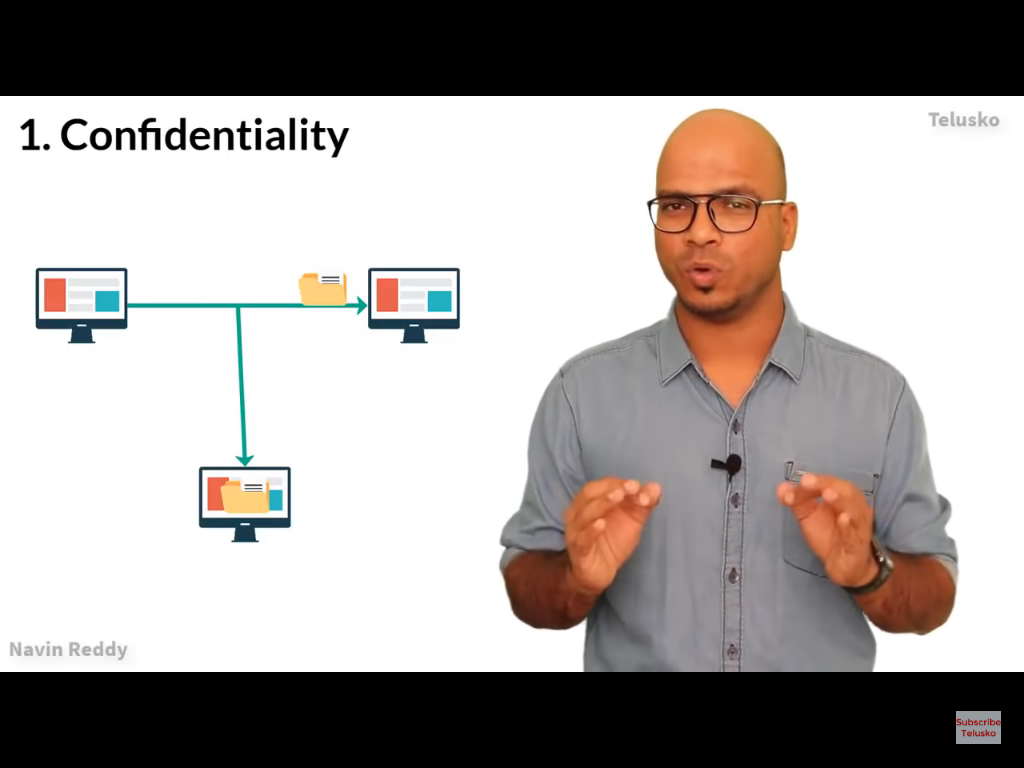 1. Confidentiality
Telusko
Navin Reddy
Subscribe
Telusko